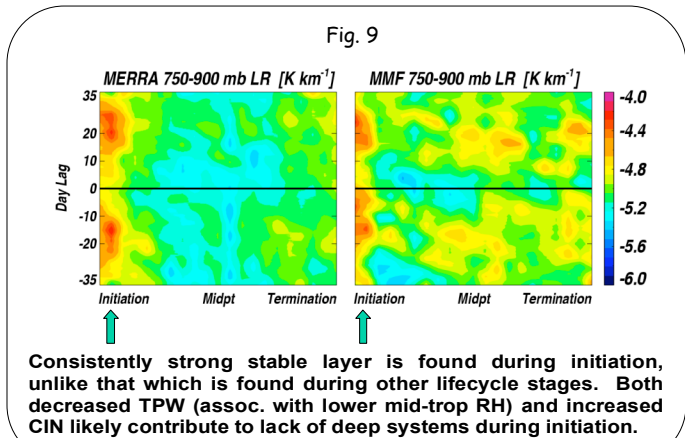 Fig. 9
MERRA 750-900 mb LR [K km-1]
MMF 750-900 mb LR [K km-1]
35
20
10
0
-10
-20
-35
Day Lag
-4.0
-4.4
-4.8
-5.2
-5.6
-6.0
Initiation Midpt Termination
Initiation Midpt Termination
Consistently strong stable layer is found during initiation,
unlike that which is found during other lifecycle stages. Both
decreased TPW (assoc. with lower mid-trop RH) and increased
CIN likely contribute to lack of deep systems during initiation.